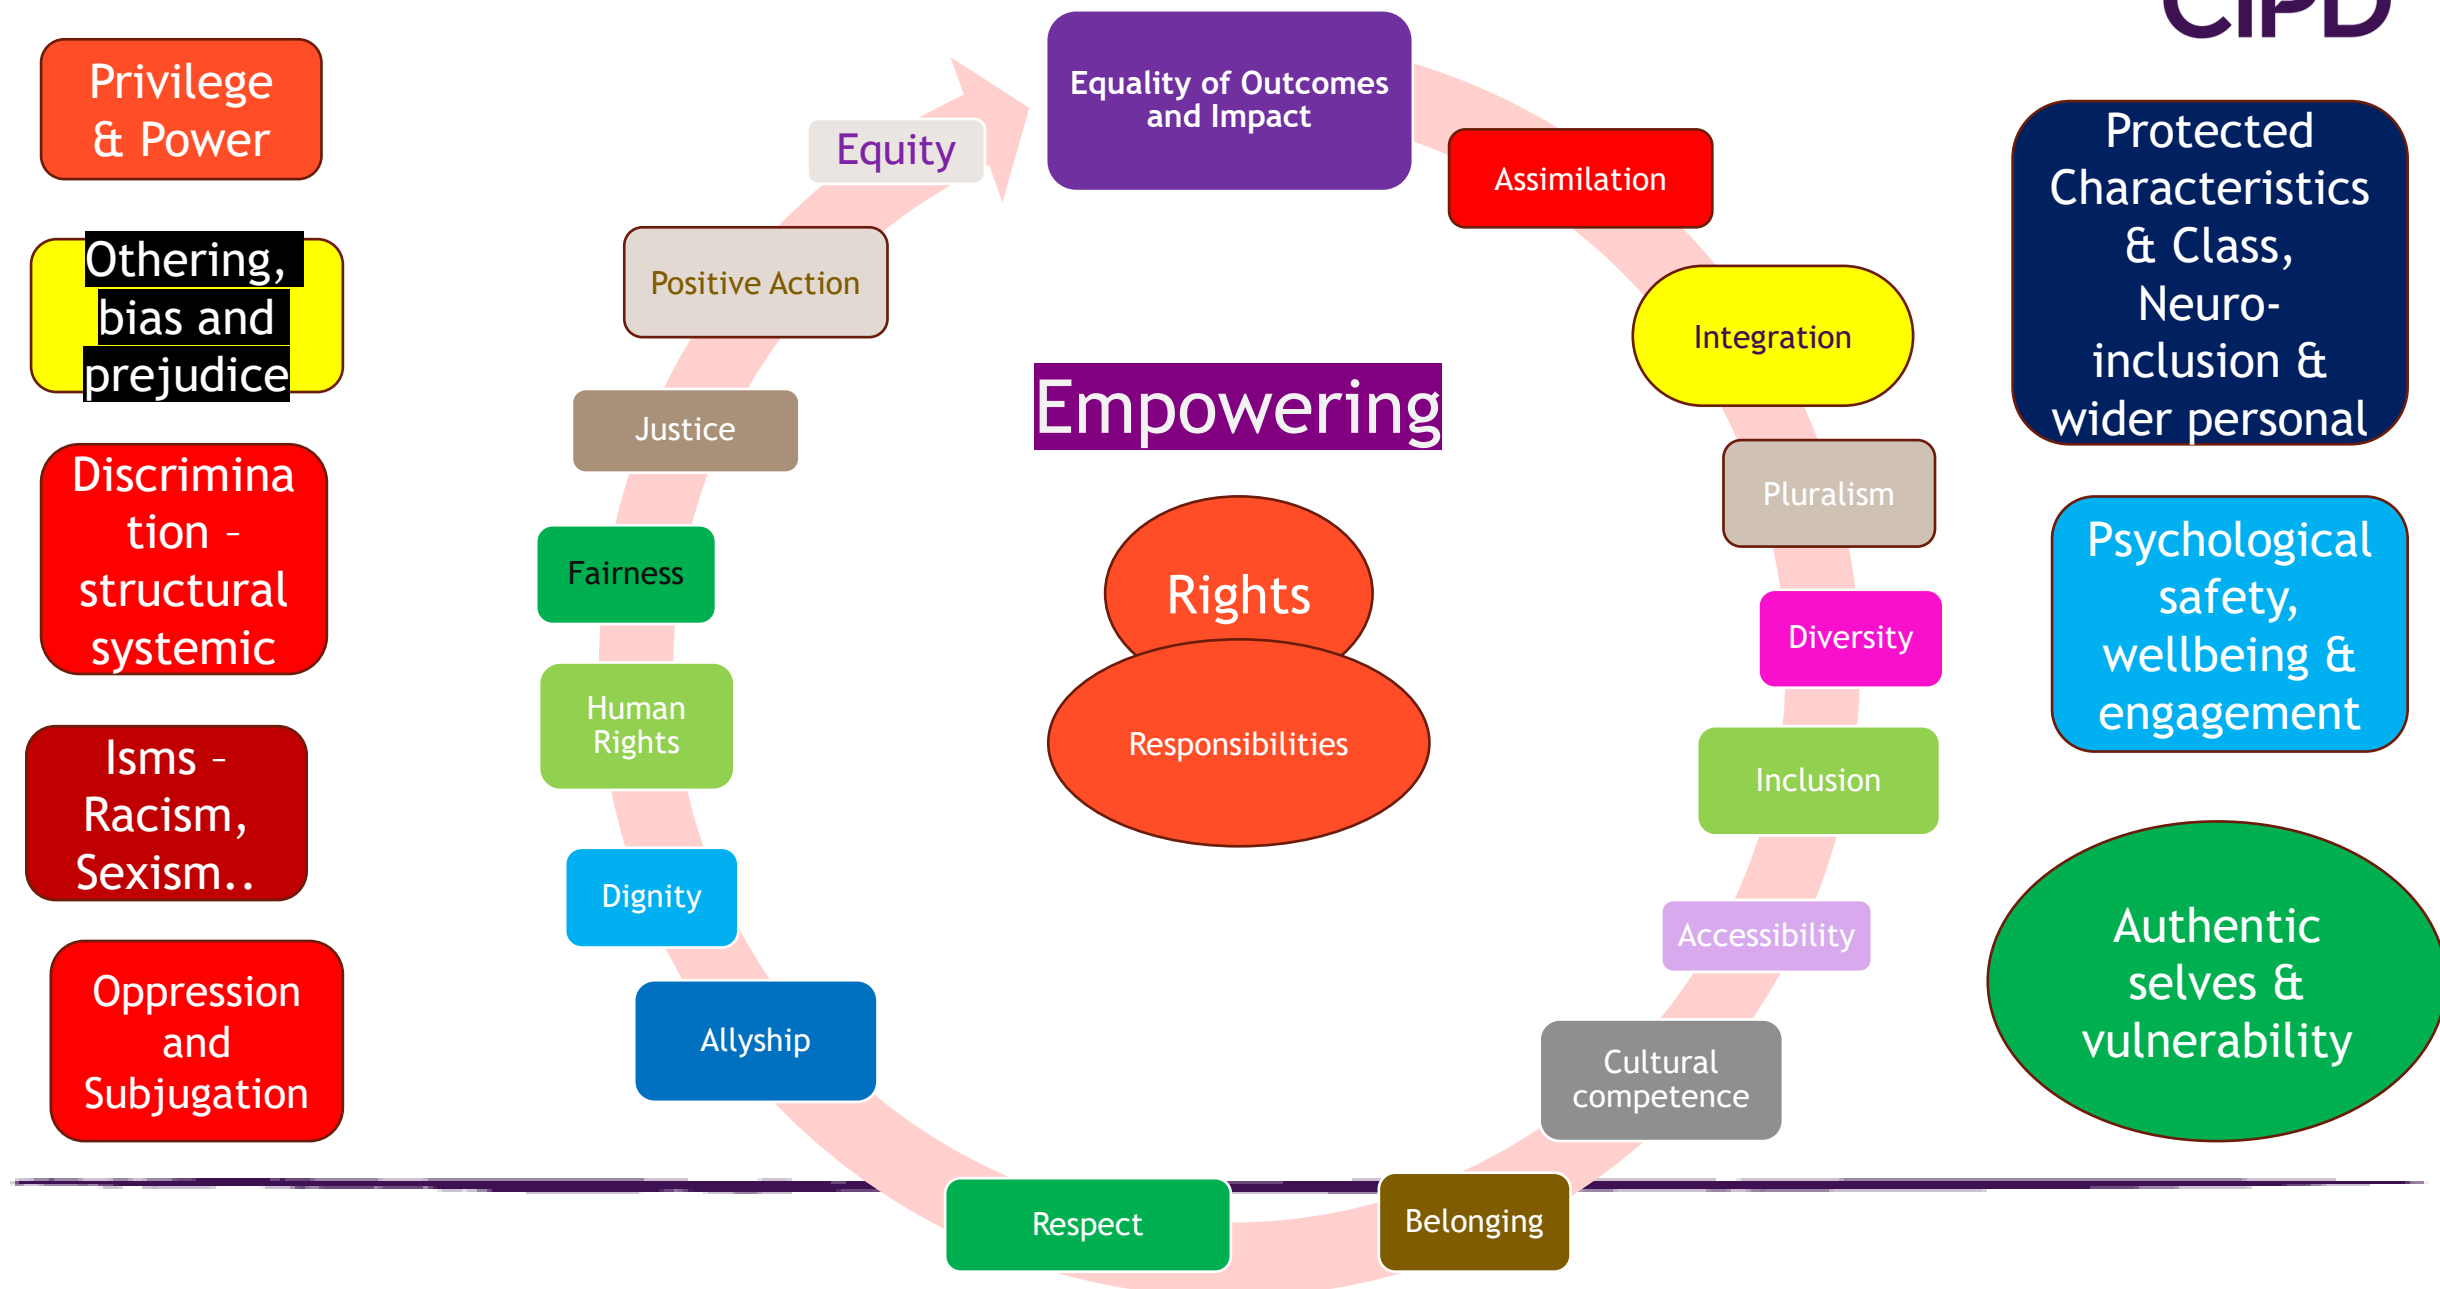 CIPD
Privilege
& Power
Othering,
bias and
prejudice
Discrimina
tion –
structural
systemic
Isms –
Racism,
Sexism..
Oppression
and
Subjugation
Equality of Outcomes
and Impact
Assimilation
Integration
Pluralism
Diversity
Inclusion
Accessibility
Cultural
competence
Belonging
Respect
Allyship
Dignity
Human
Rights
Fairness
Justice
Positive Action
Equity
Empowering
Rights
Responsibilities
Protected
Characteristics
& Class,
Neuro-
inclusion &
wider personal
Psychological
safety,
wellbeing &
engagement
Authentic
selves &
vulnerability